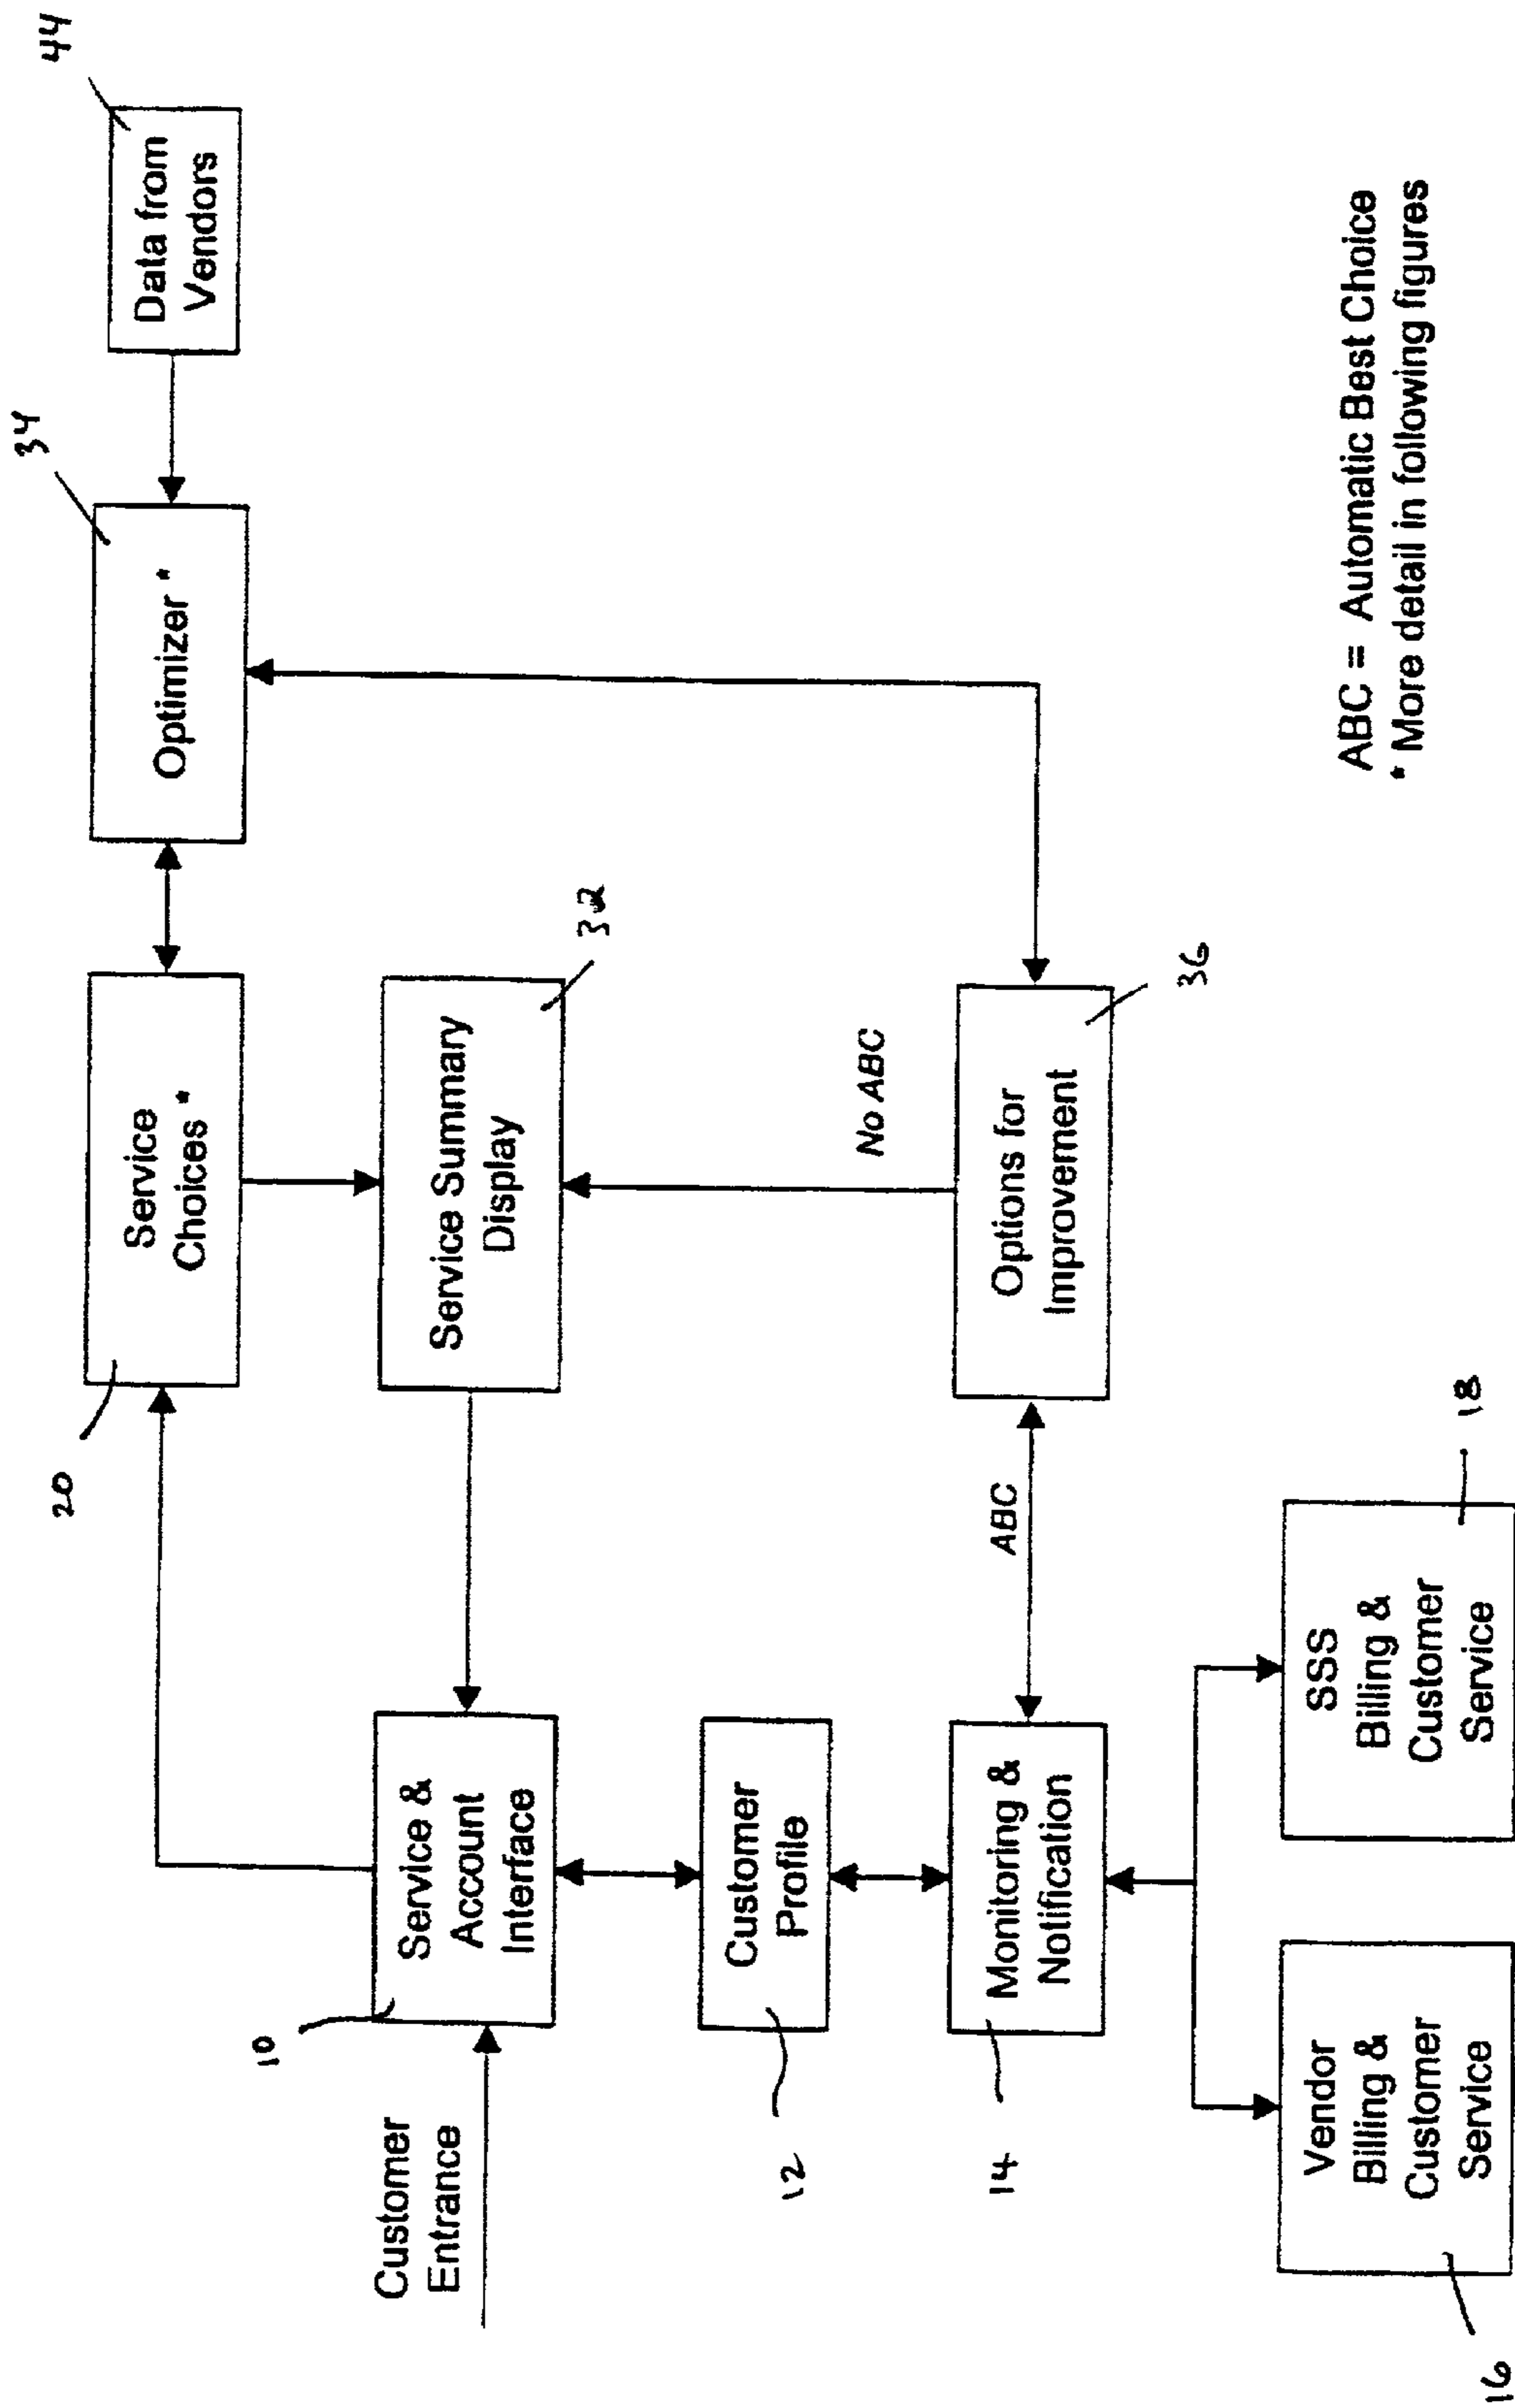 44
34
Data from
Vendors
Optimizer *
20
Service
Choices *
32
Service Summary
Display
No ABC
10
Customer
Entrance
Service &
Account
Interface
12
Customer
Profile
14
Monitoring &
Notification
ABC
Options for
Improvement
36
16
Vendor
Billing &
Customer
Service
SSS
Billing &
Customer
Service
18
ABC = Automatic Best Choice
* More detail in following figures